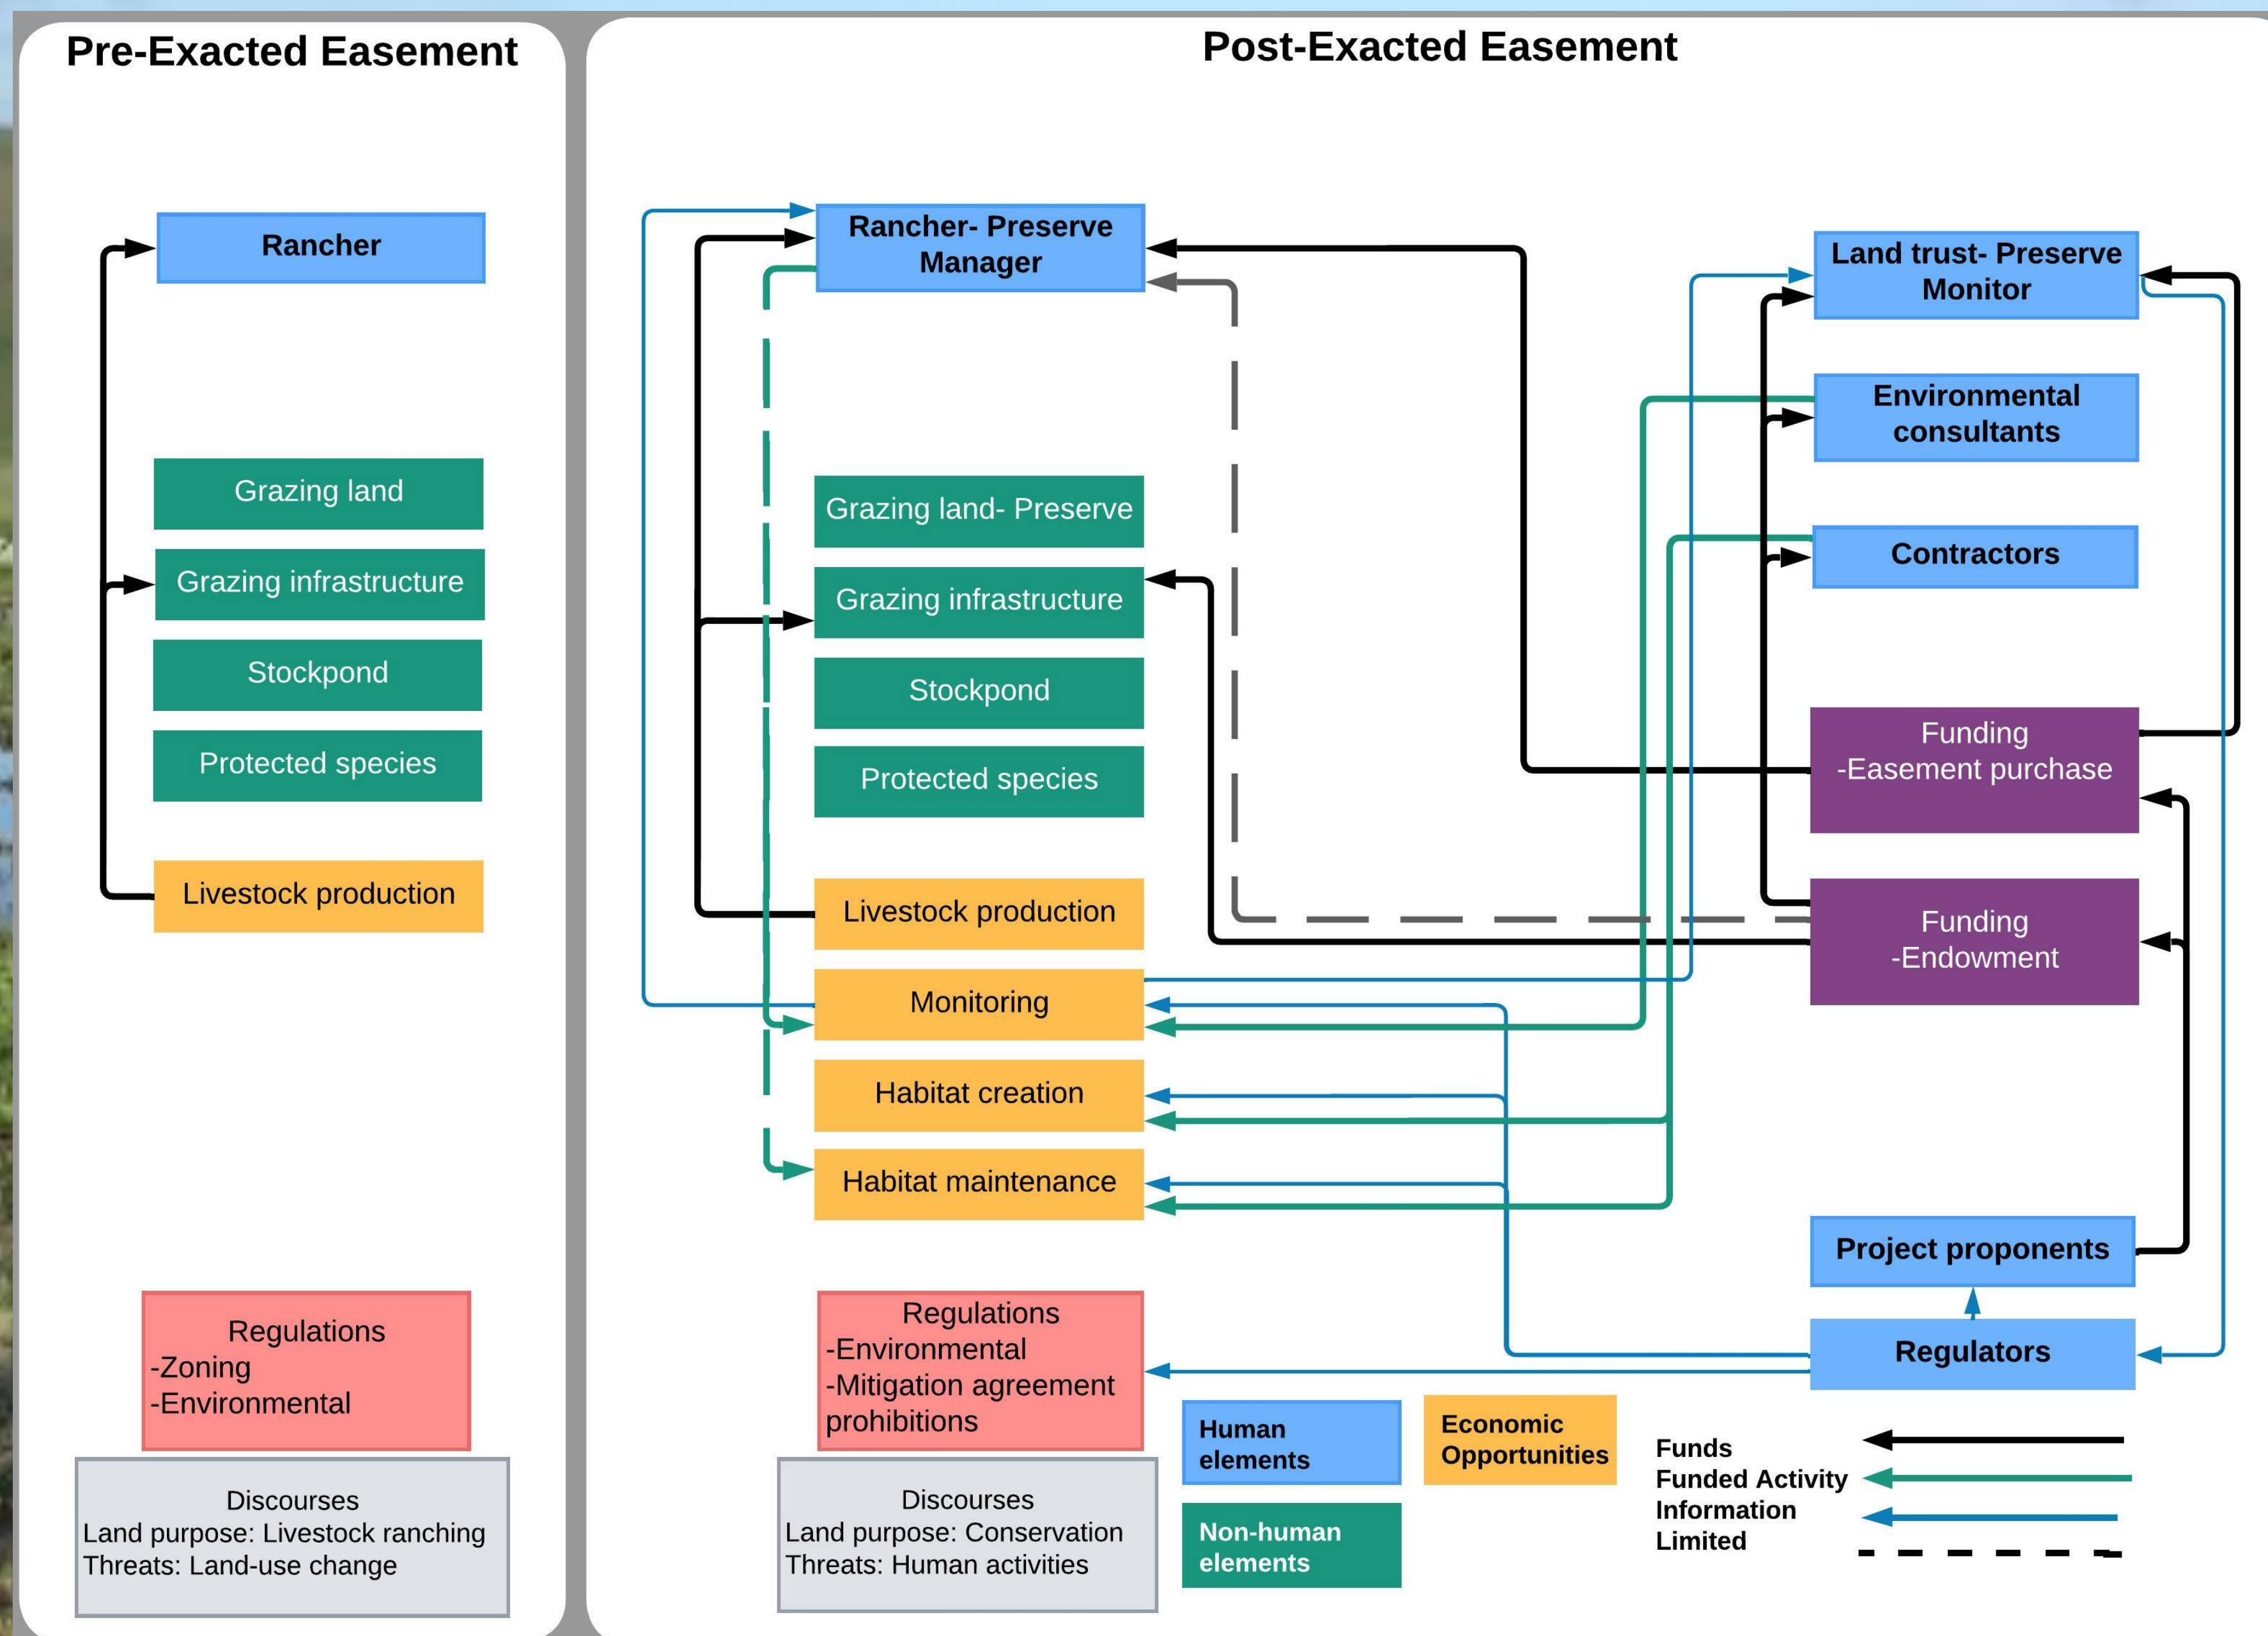 Pre-Exacted Easement
Rancher
Grazing land
Grazing infrastructure
Stockpond
Protected species
Livestock production
Regulations
-Zoning
-Environmental
Discourses
Land purpose: Livestock ranching
Threats: Land-use change
Post-Exacted Easement
Rancher- Preserve
Manager
Grazing land- Preserve
Grazing infrastructure
Stockpond
Protected species
Livestock production
Monitoring
Habitat creation
Habitat maintenance
Regulations
-Environmental
-Mitigation agreement
prohibitions
Discourses
Land purpose: Conservation
Threats: Human activities
Land trust- Preserve
Monitor
Environmental
consultants
Contractors
Funding
-Easement purchase
Funding
-Endowment
Project proponents
Regulators
Human
elements
Economic
Opportunities
Non-human
elements
Funds
Funded Activity
Information
Limited